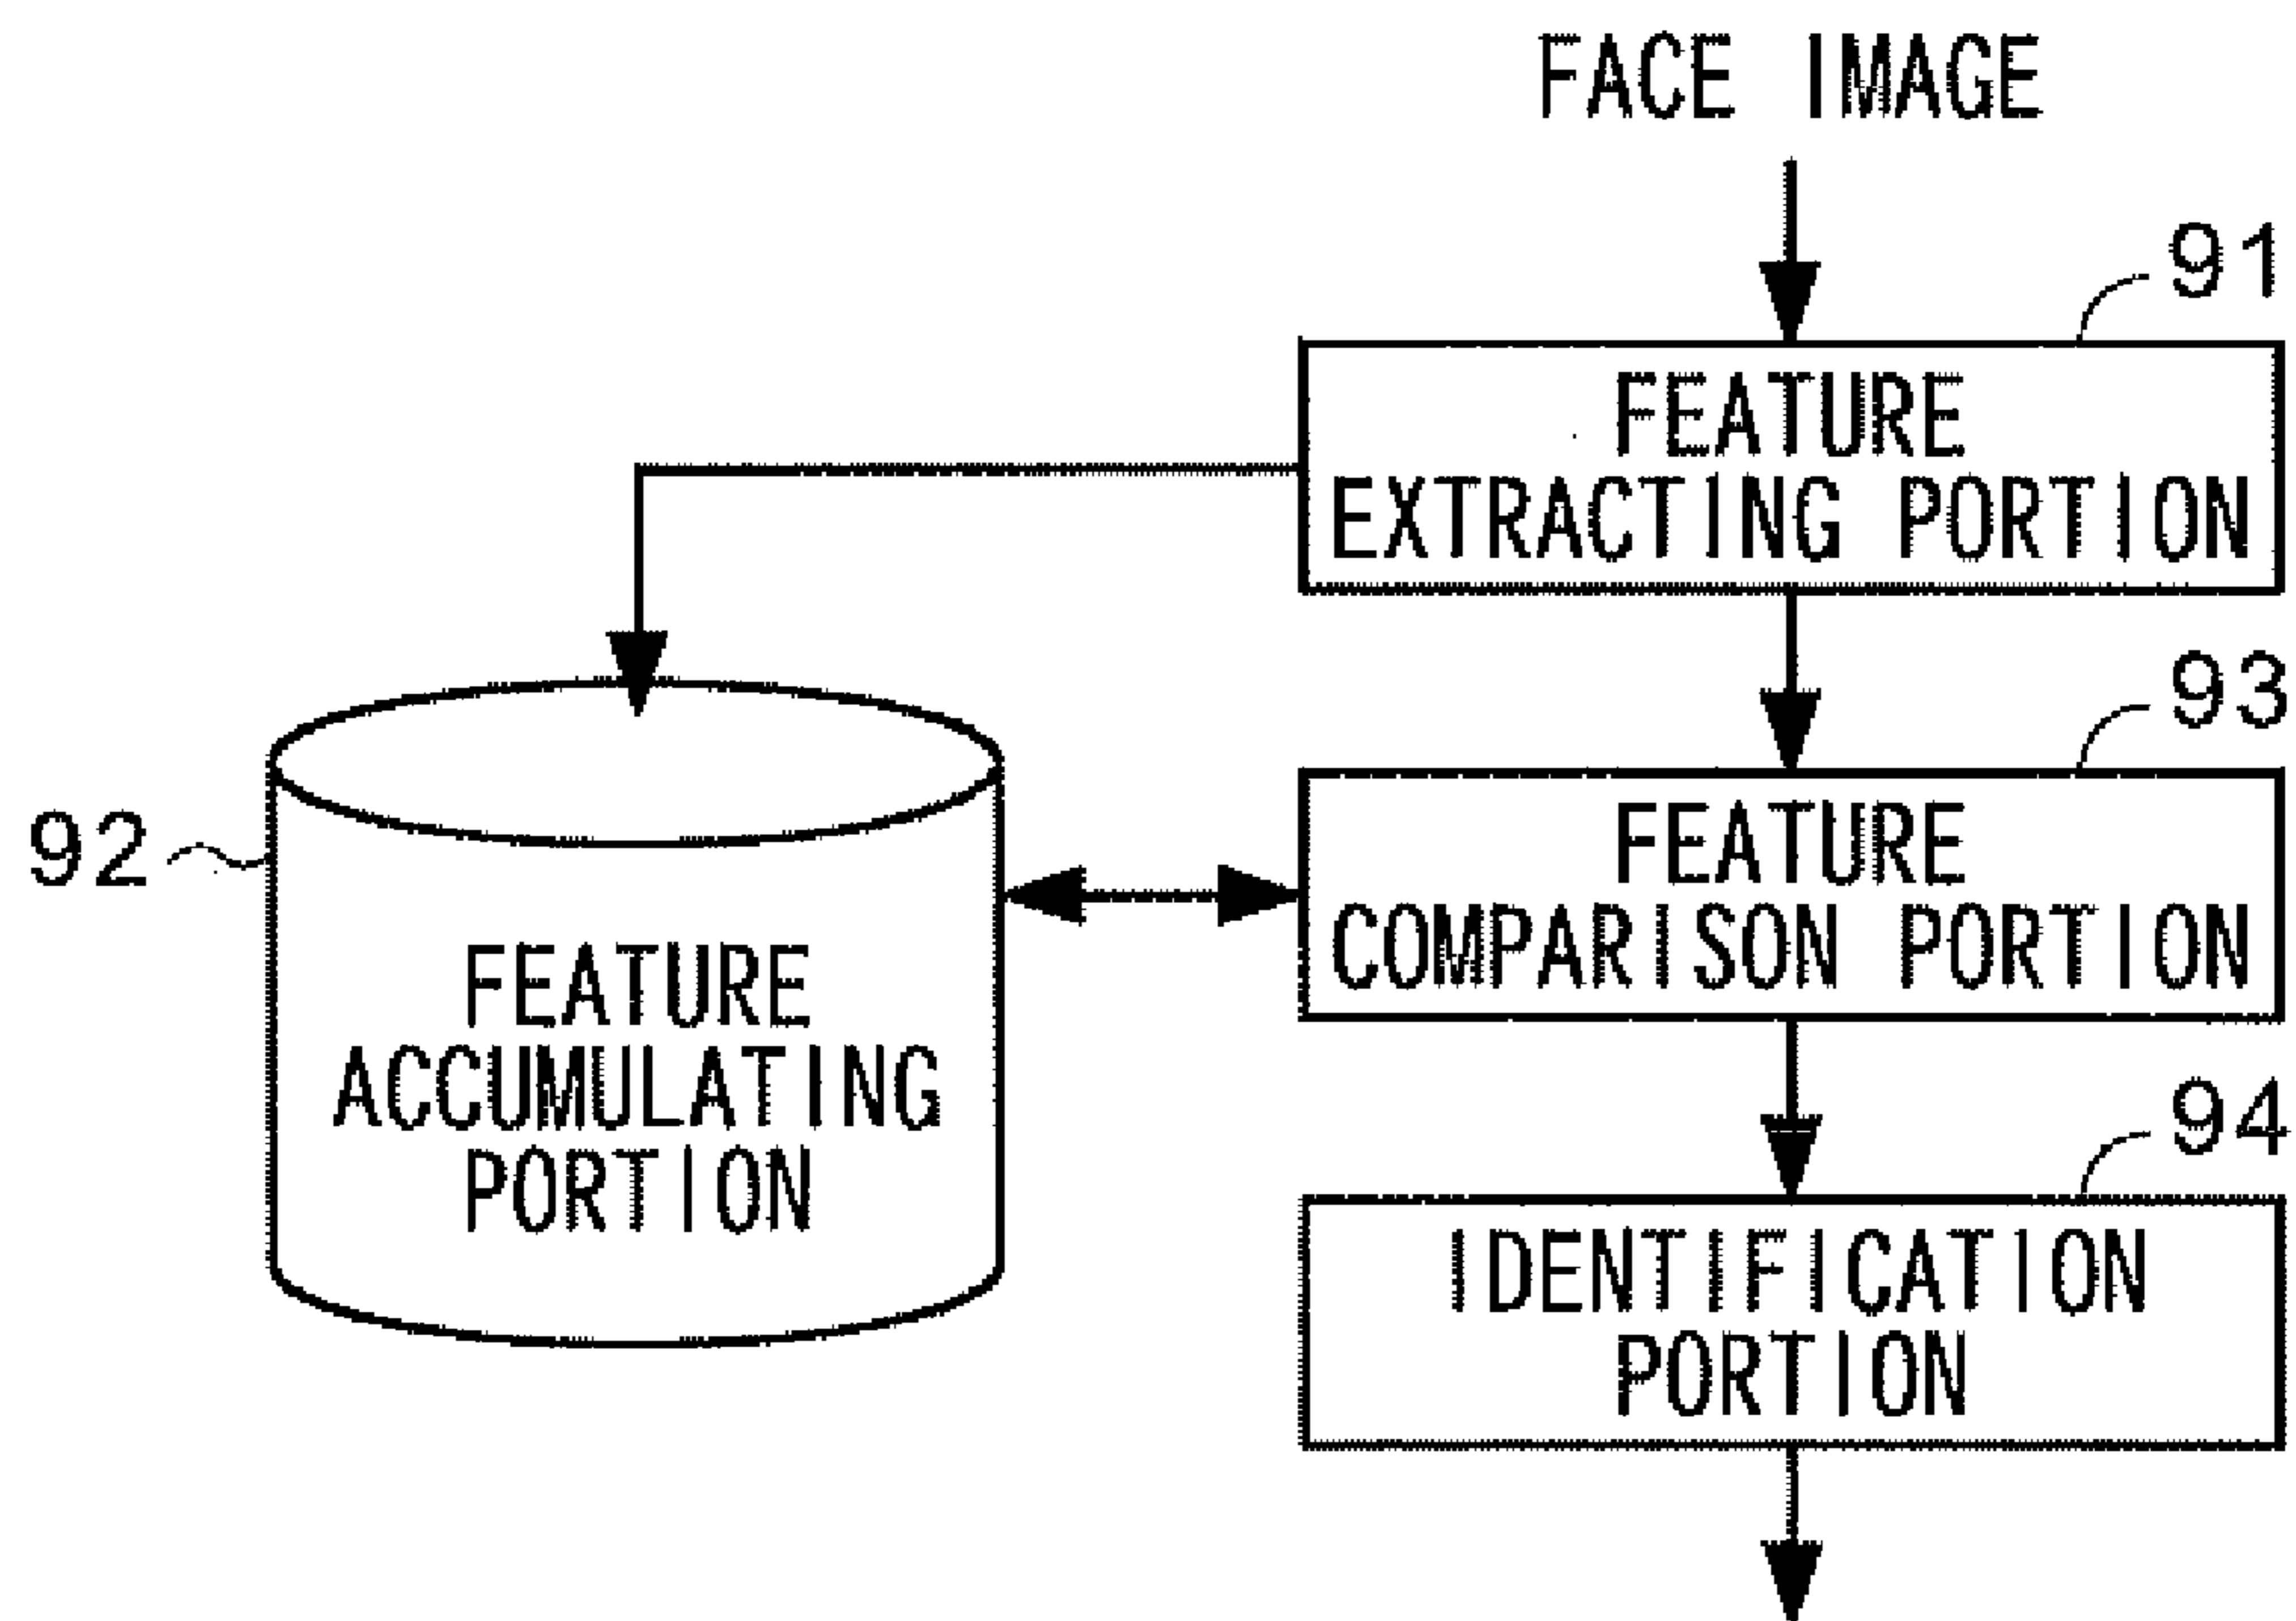 FACE IMAGE
91
FEATURE
EXTRACTING PORTION
93
FEATURE
COMPARISON PORTION
92
FEATURE
ACCUMULATING
PORTION
94
IDENTIFICATION
PORTION